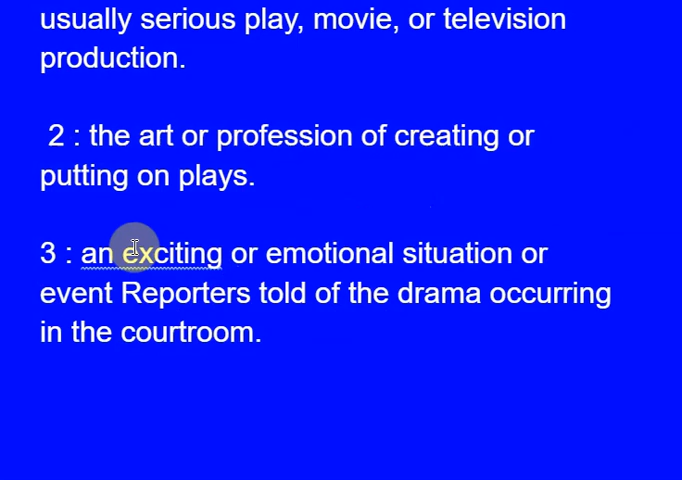 usually serious play, movie, or television
production.
2 : the art or profession of creating or
putting on plays.
3 : an exciting or emotional situation or
event Reporters told of the drama occurring
in the courtroom.